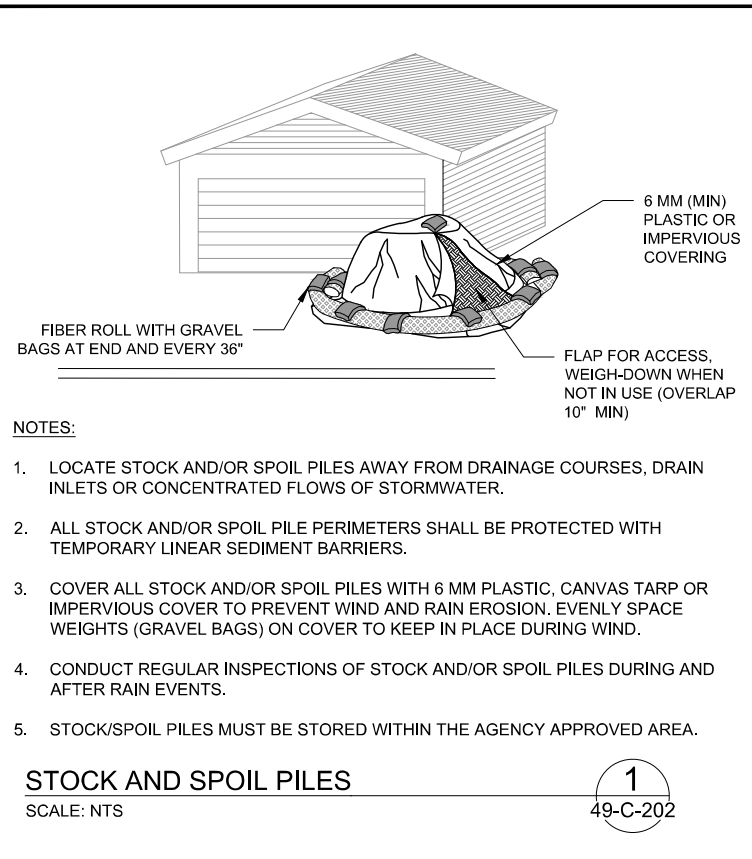 6 MM (MIN)
PLASTIC OR
IMPERVIOUS
COVERING
FIBER ROLL WITH GRAVEL
BAGS AT END AND EVERY 36"
FLAP FOR ACCESS,
WEIGH-DOWN WHEN
NOT IN USE (OVERLAP
10" MIN)
NOTES:
1. LOCATE STOCK AND/OR SPOIL PILES AWAY FROM DRAINAGE COURSES, DRAIN
INLETS OR CONCENTRATED FLOWS OF STORMWATER.
2. ALL STOCK AND/OR SPOIL PILE PERIMETERS SHALL BE PROTECTED WITH
TEMPORARY LINEAR SEDIMENT BARRIERS.
3. COVER ALL STOCK AND/OR SPOIL PILES WITH 6 MM PLASTIC, CANVAS TARP OR
IMPERVIOUS COVER TO PREVENT WIND AND RAIN EROSION. EVENLY SPACE
WEIGHTS (GRAVEL BAGS) ON COVER TO KEEP IN PLACE DURING WIND.
4. CONDUCT REGULAR INSPECTIONS OF STOCK AND/OR SPOIL PILES DURING AND
AFTER RAIN EVENTS.
5. STOCK/SPOIL PILES MUST BE STORED WITHIN THE AGENCY APPROVED AREA.
STOCK AND SPOIL PILES
SCALE: NTS
1
49-C-202